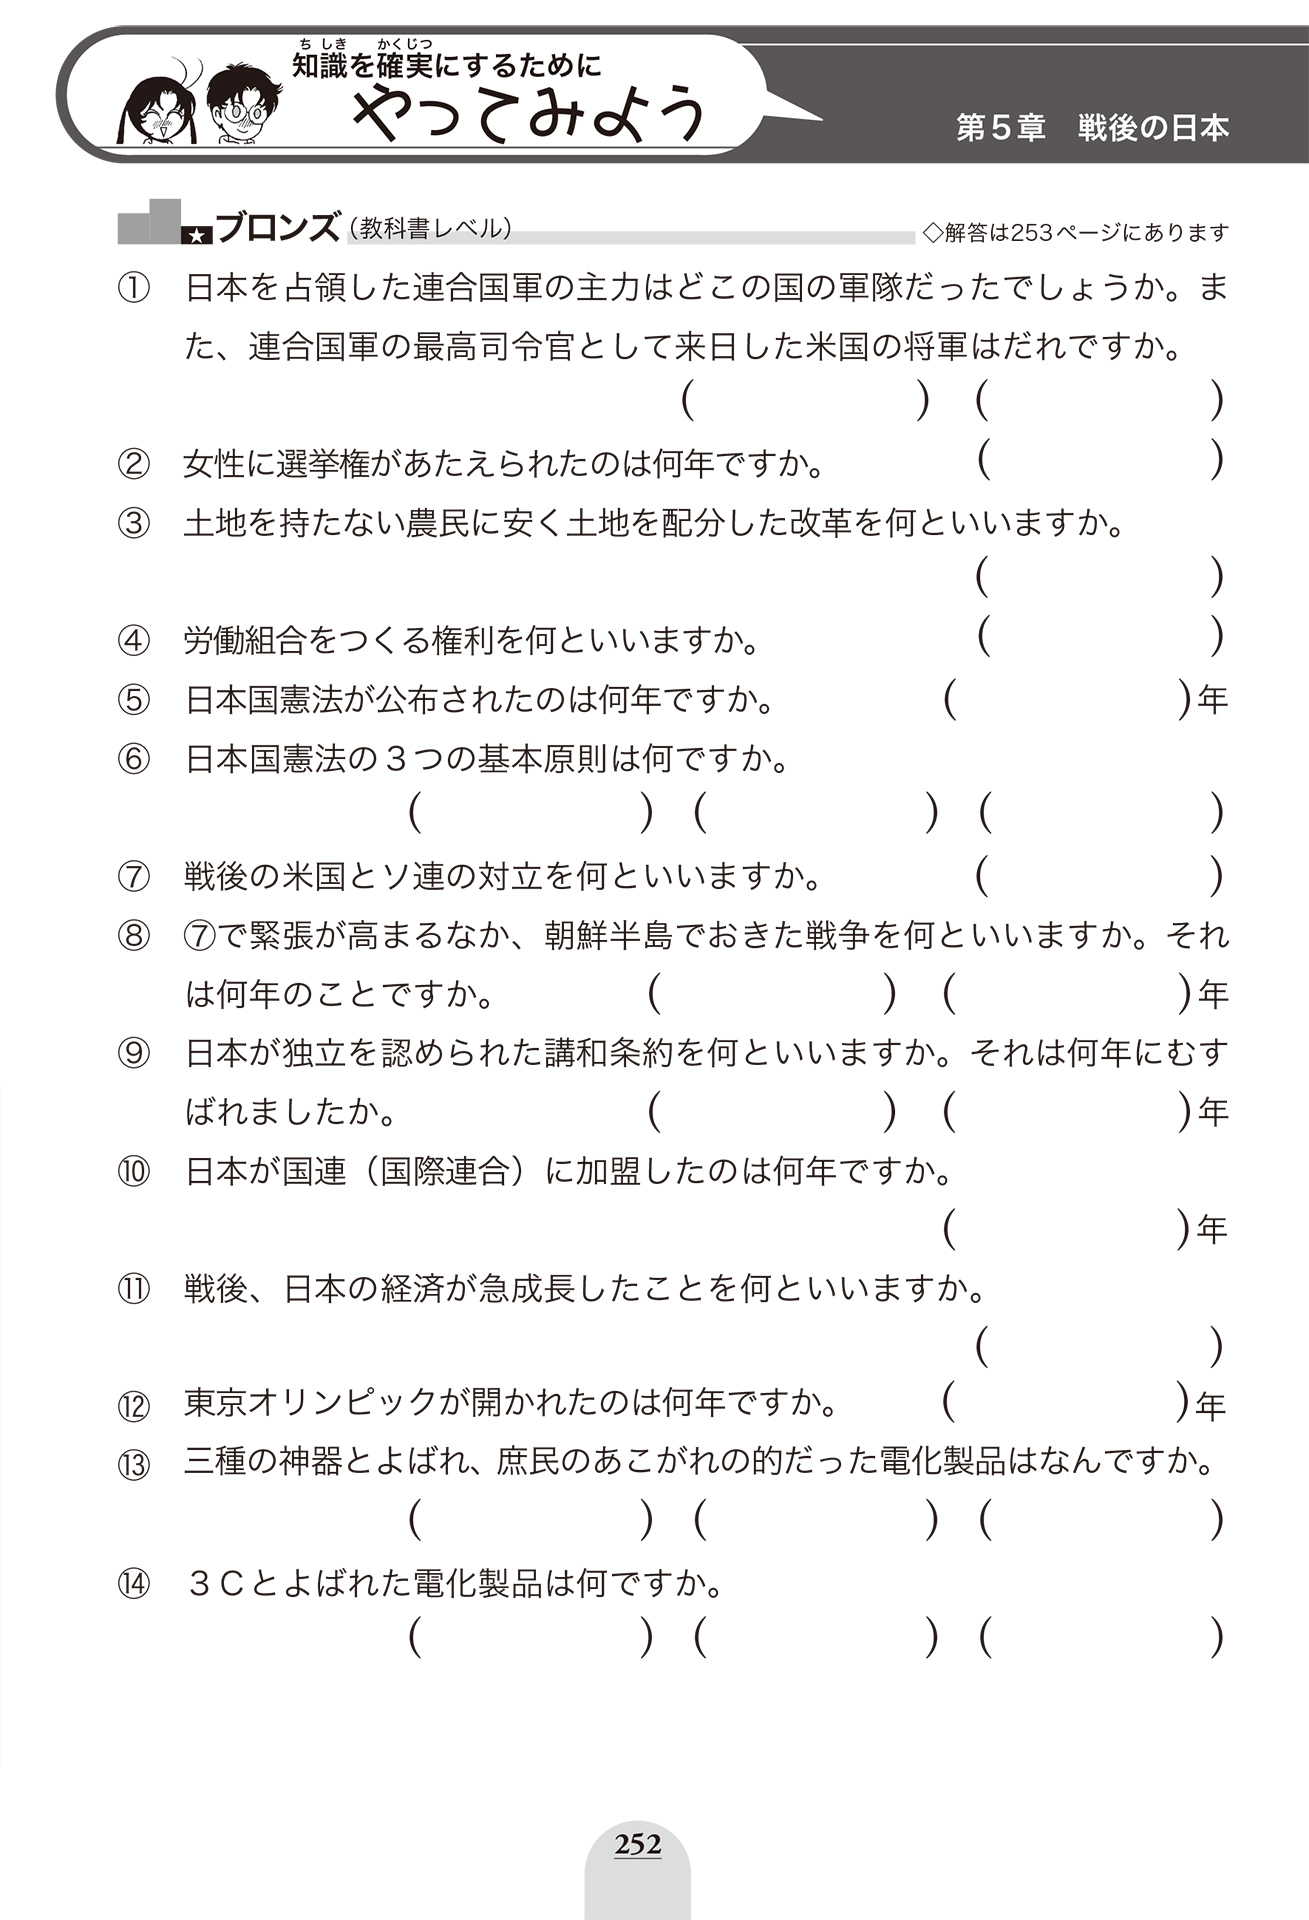 ちしき かくじつ
知識を確実にするために
やってみよう
第5章 戦後の日本
★ブロンズ（教科書レベル）
◇解答は253ページにあります
① 日本を占領した連合国軍の主力はどこの国の軍隊だったでしょうか。ま
た、連合国軍の最高司令官として来日した米国の将軍はだれですか。
（ ）（ ）
② 女性に選挙権があたえられたのは何年ですか。（ ）
③ 土地を持たない農民に安く土地を配分した改革を何といいますか。
（ ）
④ 労働組合をつくる権利を何といいますか。（ ）
⑤ 日本国憲法が公布されたのは何年ですか。（ ）年
⑥ 日本国憲法の３つの基本原則は何ですか。
（ ）（ ）（ ）
⑦ 戦後の米国とソ連の対立を何といいますか。（ ）
⑧ ⑦で緊張が高まるなか、朝鮮半島でおきた戦争を何といいますか。それ
は何年のことですか。（ ）（ ）年
⑨ 日本が独立を認められた講和条約を何といいますか。それは何年にむす
ばれましたか。（ ）（ ）年
⑩ 日本が国連（国際連合）に加盟したのは何年ですか。
（ ）年
⑪ 戦後、日本の経済が急成長したことを何といいますか。
（ ）
⑫ 東京オリンピックが開かれたのは何年ですか。（ ）年
⑬ 三種の神器とよばれ、庶民のあこがれの的だった電化製品はなんですか。
（ ）（ ）（ ）
⑭ ３Ｃとよばれた電化製品は何ですか。
（ ）（ ）（ ）
252